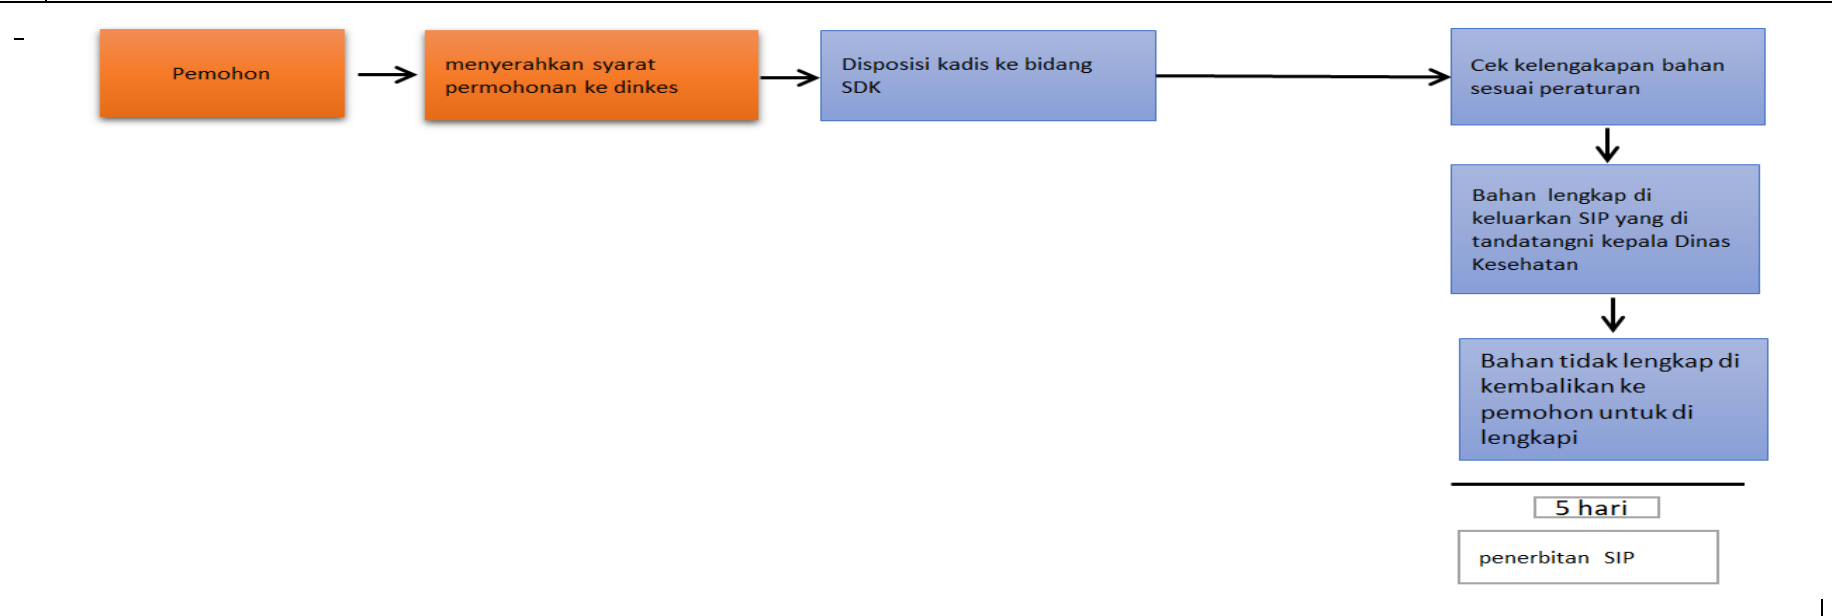 Pemohon
menyerahkan syarat
permohonan ke dinkes
Disposisi kadis ke bidang
SDK
Cek kelengakapan bahan
sesuai peraturan
Bahan lengkap di
keluarkan SIP yang di
tandatangni kepala Dinas
Kesehatan
Bahan tidak lengkap di
kembalikan ke
pemohon untuk di
lengkapi
5 hari
penerbitan SIP